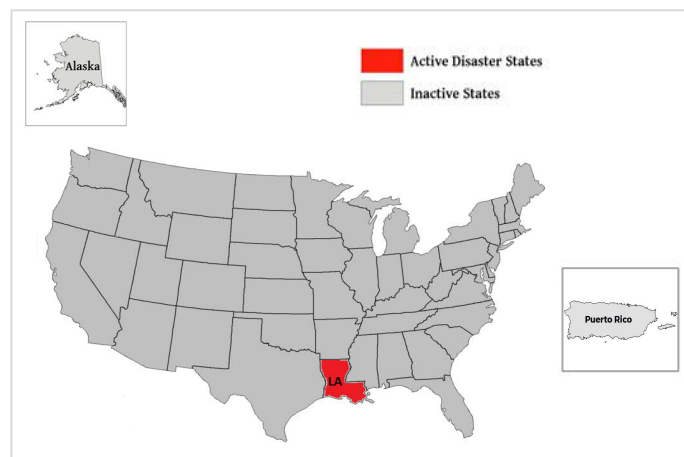 Alaska
Active Disaster States
Inactive States
Puerto Rico
LA